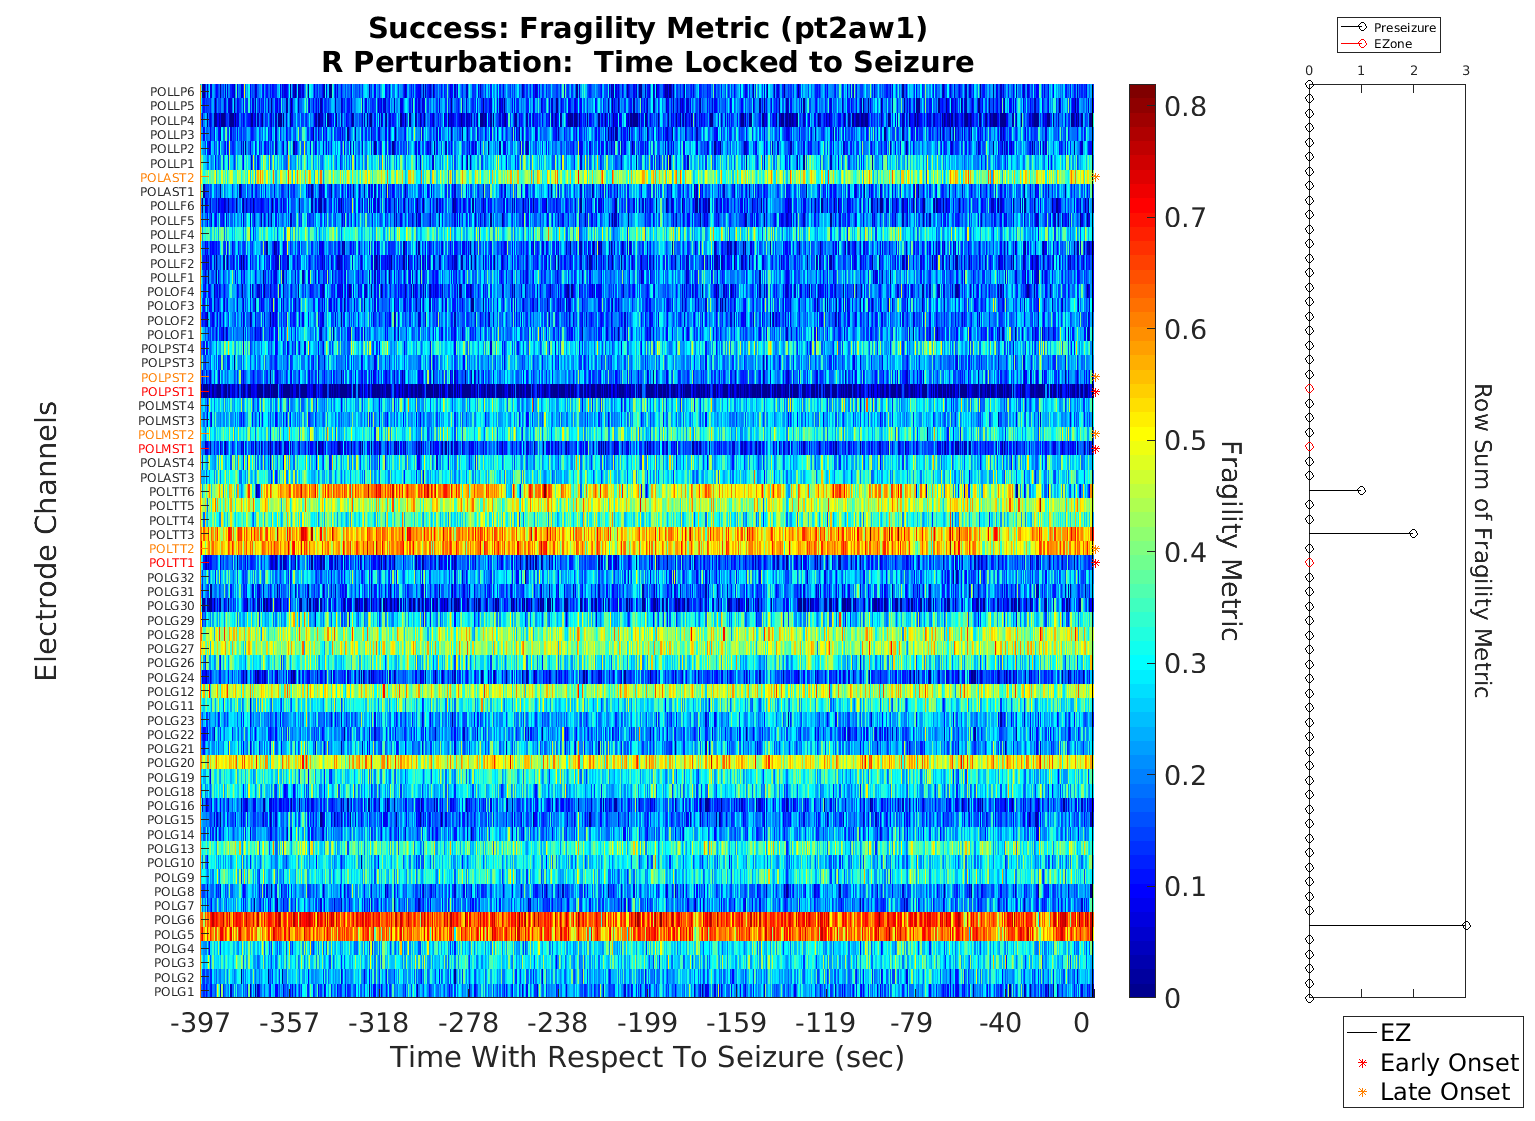 Success: Fragility Metric (pt2aw1)
R Perturbation:  Time Locked to Seizure
Preseizure
EZone
0 1 2 3
Electrode Channels
POLLP6
POLLP5
POLLP4
POLLP3
POLLP2
POLLP1
POLAST2
POLAST1
POLLF6
POLLF5
POLLF4
POLLF3
POLLF2
POLLF1
POLOF4
POLOF3
POLOF2
POLOF1
POLPST4
POLPST3
POLPST2
POLPST1
POLMST4
POLMST3
POLMST2
POLMST1
POLAST4
POLAST3
POLTT6
POLTT5
POLTT4
POLTT3
POLTT2
POLTT1
POLG32
POLG31
POLG30
POLG29
POLG28
POLG27
POLG26
POLG24
POLG12
POLG11
POLG23
POLG22
POLG21
POLG20
POLG19
POLG18
POLG16
POLG15
POLG14
POLG13
POLG10
POLG9
POLG8
POLG7
POLG6
POLG5
POLG4
POLG3
POLG2
POLG1
-397 -357 -318 -278 -238 -199 -159 -119 -79 -40 0
Time With Respect To Seizure (sec)
0.8
0.7
0.6
0.5
0.4
0.3
0.2
0.1
0
Fragility Metric
Row Sum of Fragility Metric
EZ
Early Onset
Late Onset